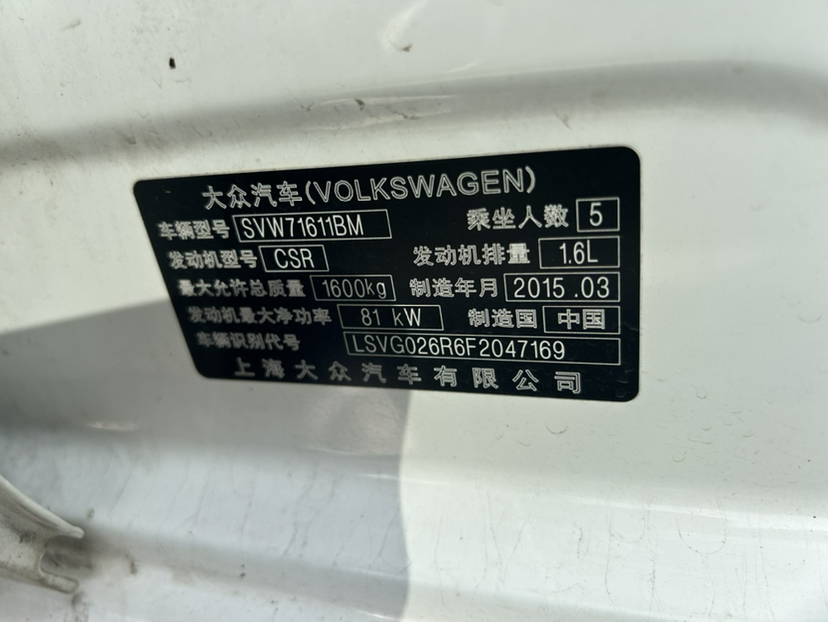 大众汽车(VOLKSWAGEN)
车辆型号 SVW71611BM 乘坐人数 5
发动机型号 CSR 发动机排量 1.6L
最大允许总质量 1600kg 制造年月 2015.03
发动机最大净功率 81 kW 制造国 中国
车辆识别代号 LSVG026R6F2047169
上海大众汽车有限公司